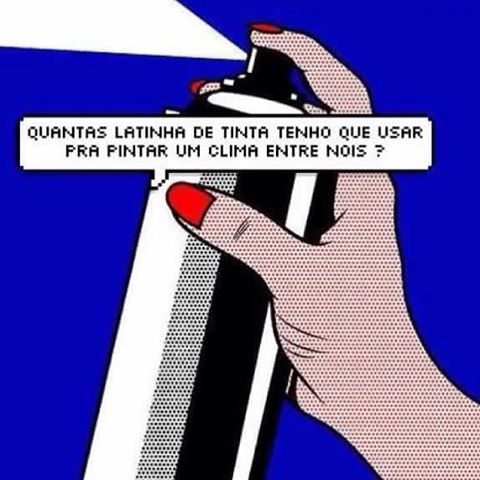 QUANTAS LATINHA DE TINTA TENHO QUE USAR
PRA PINTAR UM CLIMA ENTRE NOIS ?